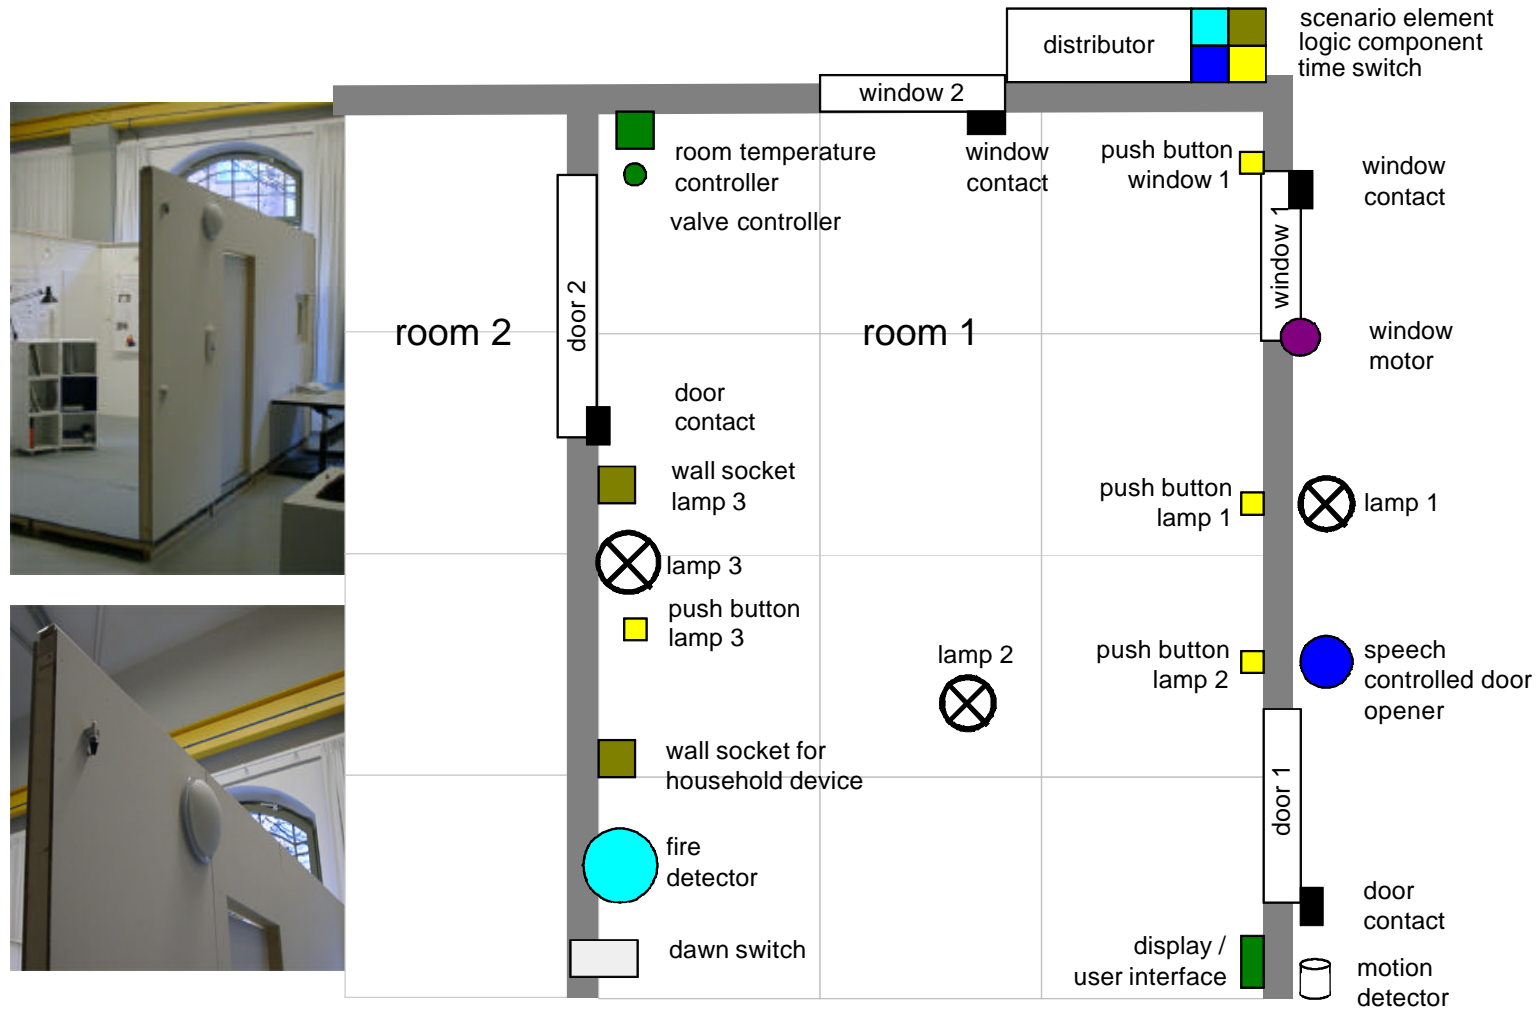 distributor
scenario element
logic component
time switch
window 2
room temperature
controller
valve controller
window
contact
push button
window 1
window
contact
window 1
door 2
room 2
room 1
window
motor
door
contact
wall socket
lamp 3
push button
lamp 1
lamp 1
lamp 3
push button
lamp 3
lamp 2
push button
lamp 2
speech
controlled door
opener
wall socket for
household device
door 1
fire
detector
door
contact
dawn switch
display /
user interface
motion
detector